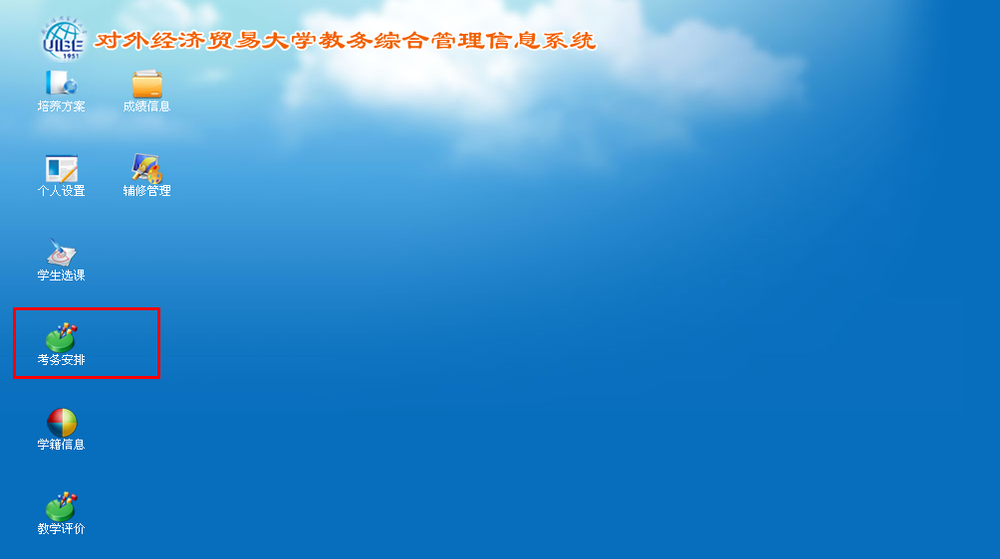 对外经济贸易大学教务综合管理信息系统
UIBE
1951
培养方案
成绩信息
个人设置
辅修管理
学生选课
考务安排
学籍信息
教学评价